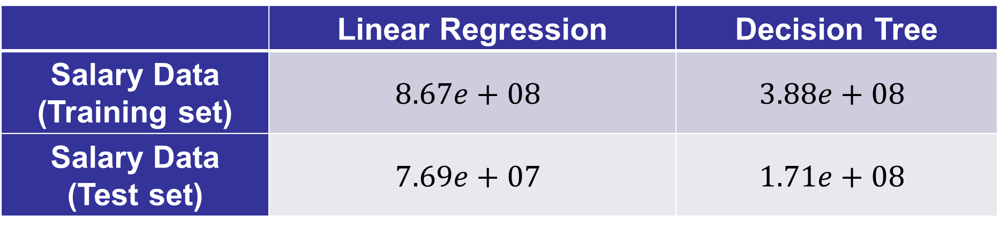 Linear Regression
Decision Tree
Salary Data
(Training set)
8.67e + 08
3.88e + 08
Salary Data
(Test set)
7.69e + 07
1.71e + 08